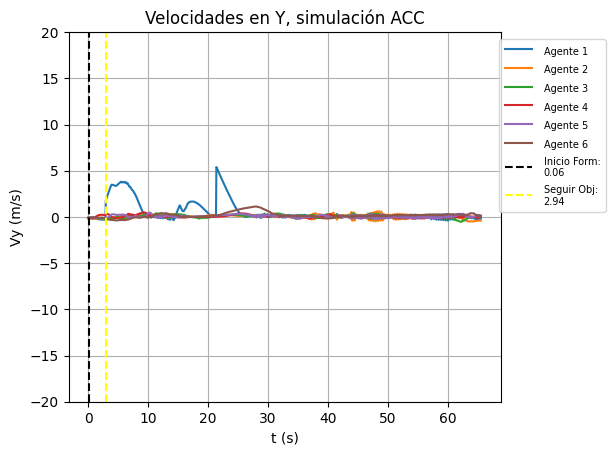 Velocidades en Y, simulación ACC
Vy (m/s)
20
15
10
5
0
−5
−10
−15
−20
0
10
20
30
40
50
60
t (s)
Agente 1
Agente 2
Agente 3
Agente 4
Agente 5
Agente 6
Inicio Form:
0.06
Seguir Obj:
2.94